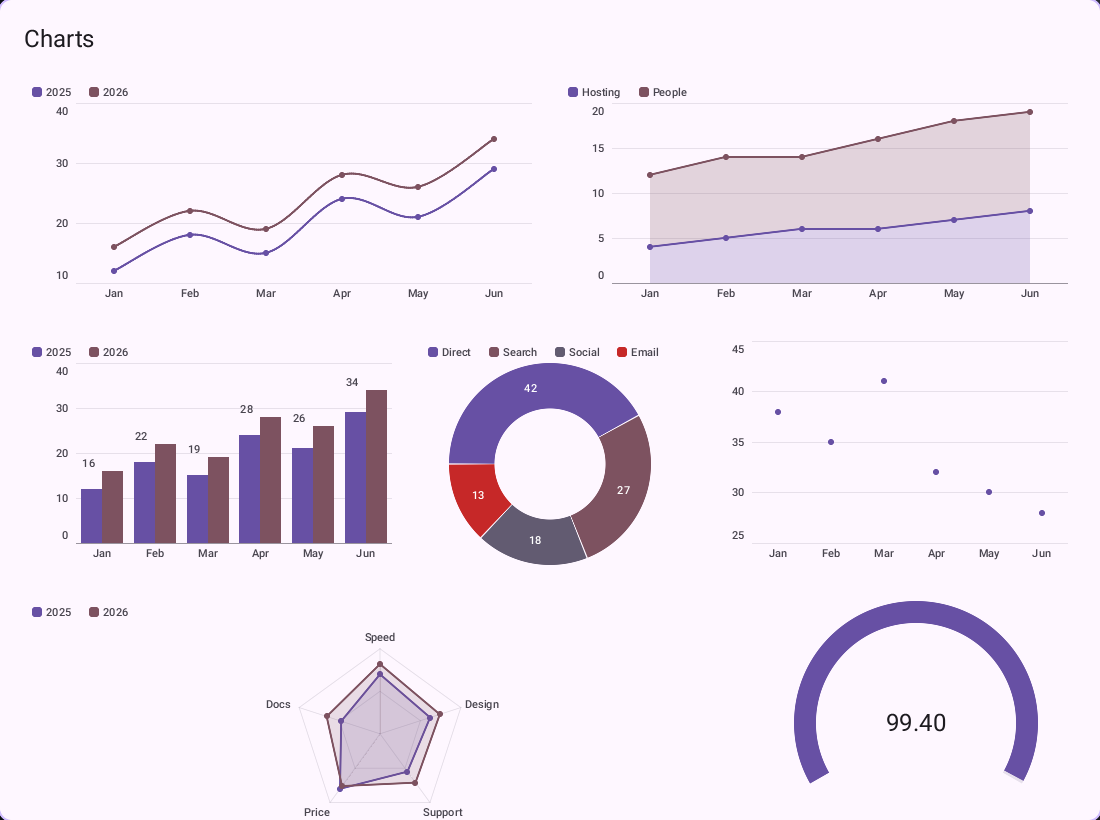 Charts
2025 2026
40
30
20
10
Jan Feb Mar Apr May Jun
Hosting People
20
15
10
5
0
Jan Feb Mar Apr May Jun
2025 2026
40
30
20
10
0
16 22 19 28 26 34
Jan Feb Mar Apr May Jun
Direct Search Social Email
42
27
18
13
45
40
35
30
25
Jan Feb Mar Apr May Jun
2025 2026
Speed
Docs Design
Price Support
99.40